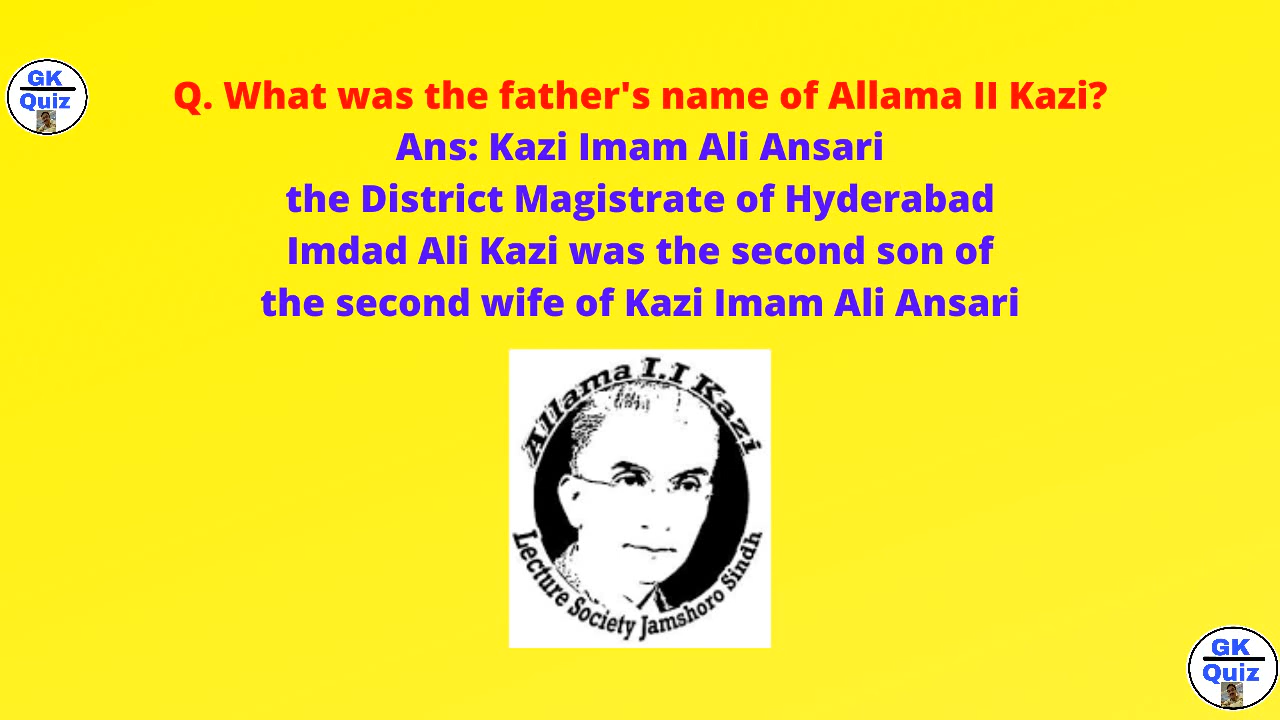 GK
Quiz
Q. What was the father's name of Allama II Kazi?
Ans: Kazi Imam Ali Ansari
the District Magistrate of Hyderabad
Imdad Ali Kazi was the second son of
the second wife of Kazi Imam Ali Ansari
Allama I.I Kazi
Lecture Society Jamshoro Sindh
GK
Quiz